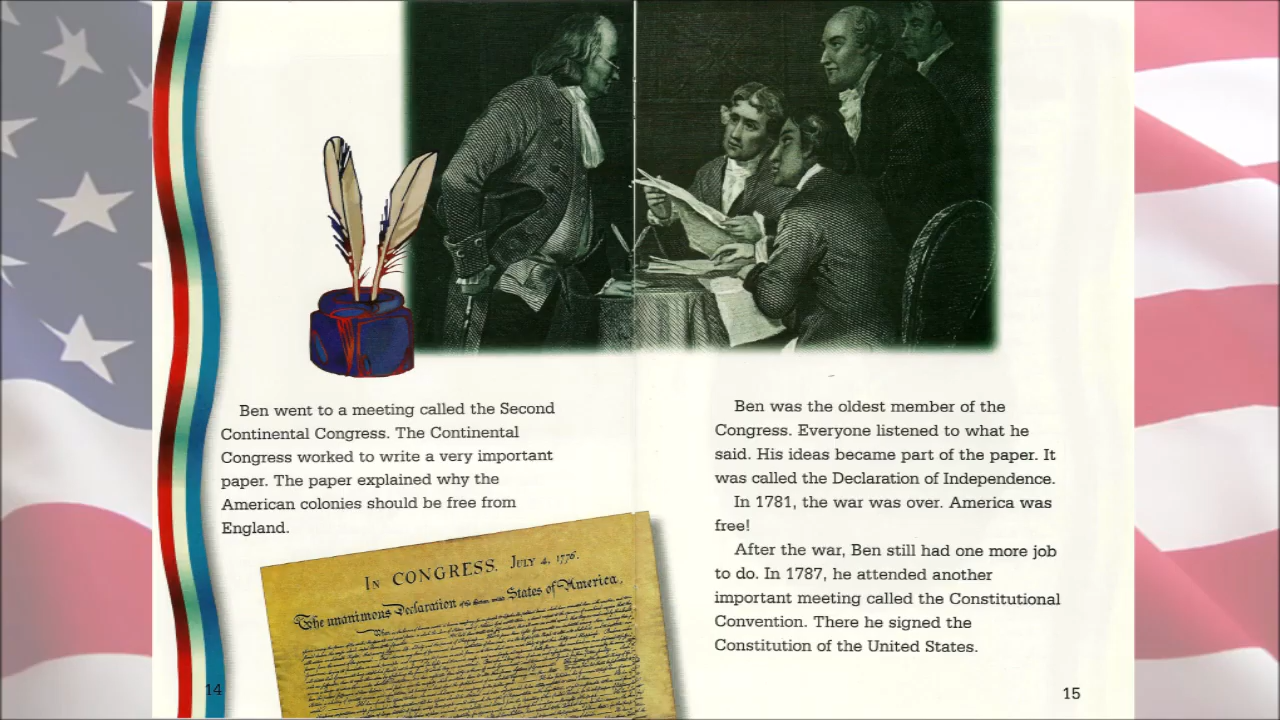 Ben went to a meeting called the Second
Continental Congress. The Continental
Congress worked to write a very important
paper. The paper explained why the
American colonies should be free from
England.
IN CONGRESS. JULY 4, 1776.
The unanimous Declaration States of America,
14
Ben was the oldest member of the
Congress. Everyone listened to what he
said. His ideas became part of the paper. It
was called the Declaration of Independence.
In 1781, the war was over. America was
free!
After the war, Ben still had one more job
to do. In 1787, he attended another
important meeting called the Constitutional
Convention. There he signed the
Constitution of the United States.
15